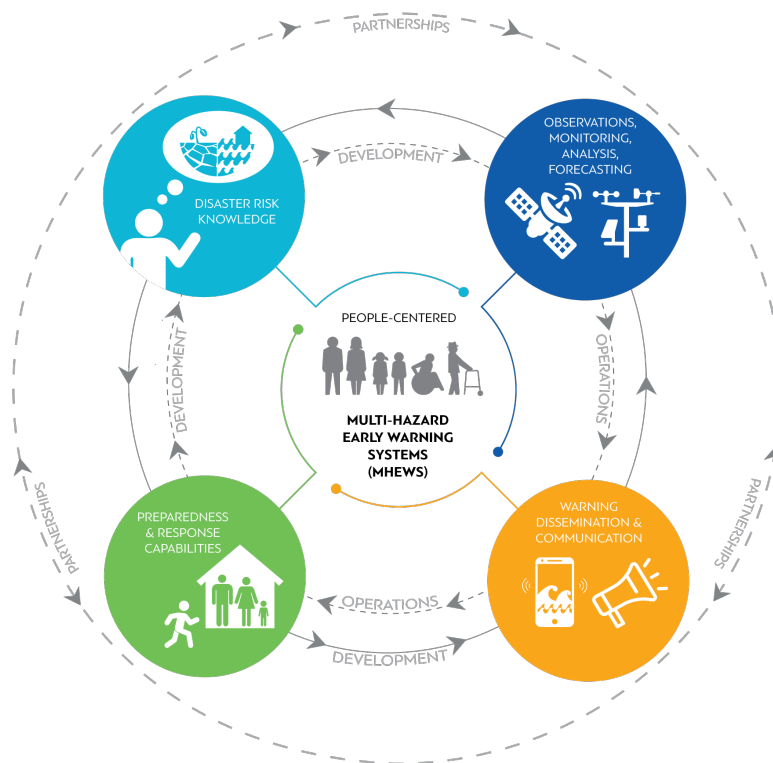 PARTNERSHIPS
OBSERVATIONS,
MONITORING,
ANALYSIS,
FORECASTING
DEVELOPMENT
DISASTER RISK
KNOWLEDGE
PEOPLE-CENTERED
DEVELOPMENT
OPERATIONS
MULTI-HAZARD
EARLY WARNING
SYSTEMS
(MHEWS)
PARTNERSHIPS
PARTNERSHIPS
PREPAREDNESS
& RESPONSE
CAPABILITIES
WARNING
DISSEMINATION &
COMMUNICATION
OPERATIONS
DEVELOPMENT